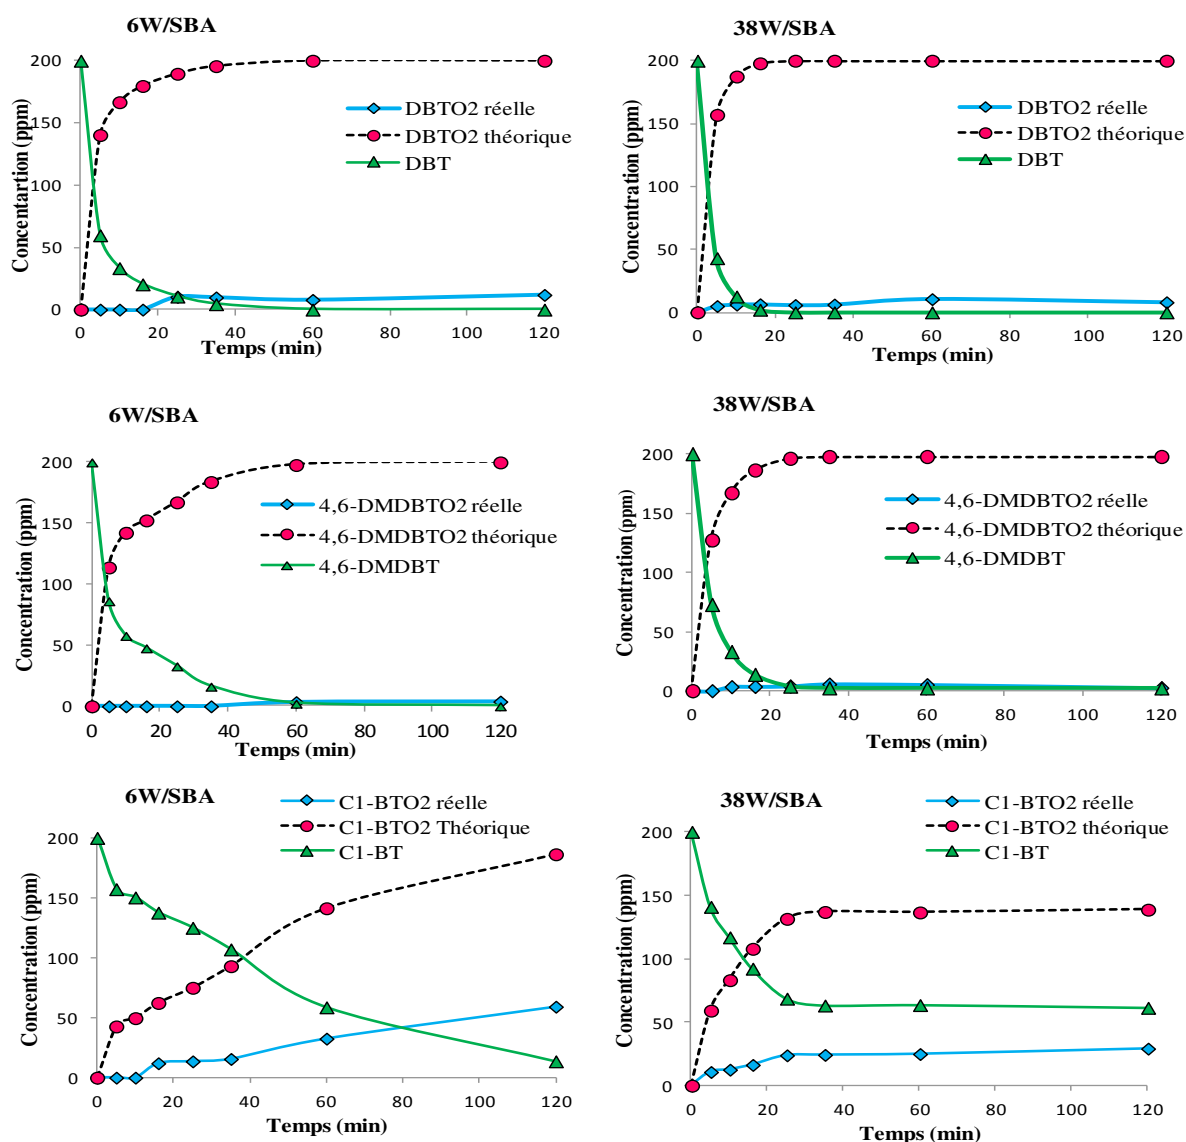 6W/SBA
Concentartion (ppm)
200
150
100
50
0
0
20
40
60
80
100
120
Temps (min)
DBTO2 réelle
DBTO2 théorique
DBT
38W/SBA
Concentration (ppm)
200
150
100
50
0
0
20
40
60
80
100
120
Temps (min)
DBTO2 réelle
DBTO2 théorique
DBT
6W/SBA
Concentration (ppm)
200
150
100
50
0
0
20
40
60
80
100
120
Temps (min)
4,6-DMDBTO2 réelle
4,6-DMDBTO2 théorique
4,6-DMDBT
38W/SBA
Concentration (ppm)
200
150
100
50
0
0
20
40
60
80
100
120
Temps (min)
4,6-DMDBTO2 réelle
4,6-DMDBTO2 théorique
4,6-DMDBT
6W/SBA
Concentration (ppm)
200
150
100
50
0
0
20
40
60
80
100
120
Temps (min)
C1-BTO2 réelle
C1-BTO2 Théorique
C1-BT
38W/SBA
Concentration (ppm)
200
150
100
50
0
0
20
40
60
80
100
120
Temps (min)
C1-BTO2 réelle
C1-BTO2 théorique
C1-BT